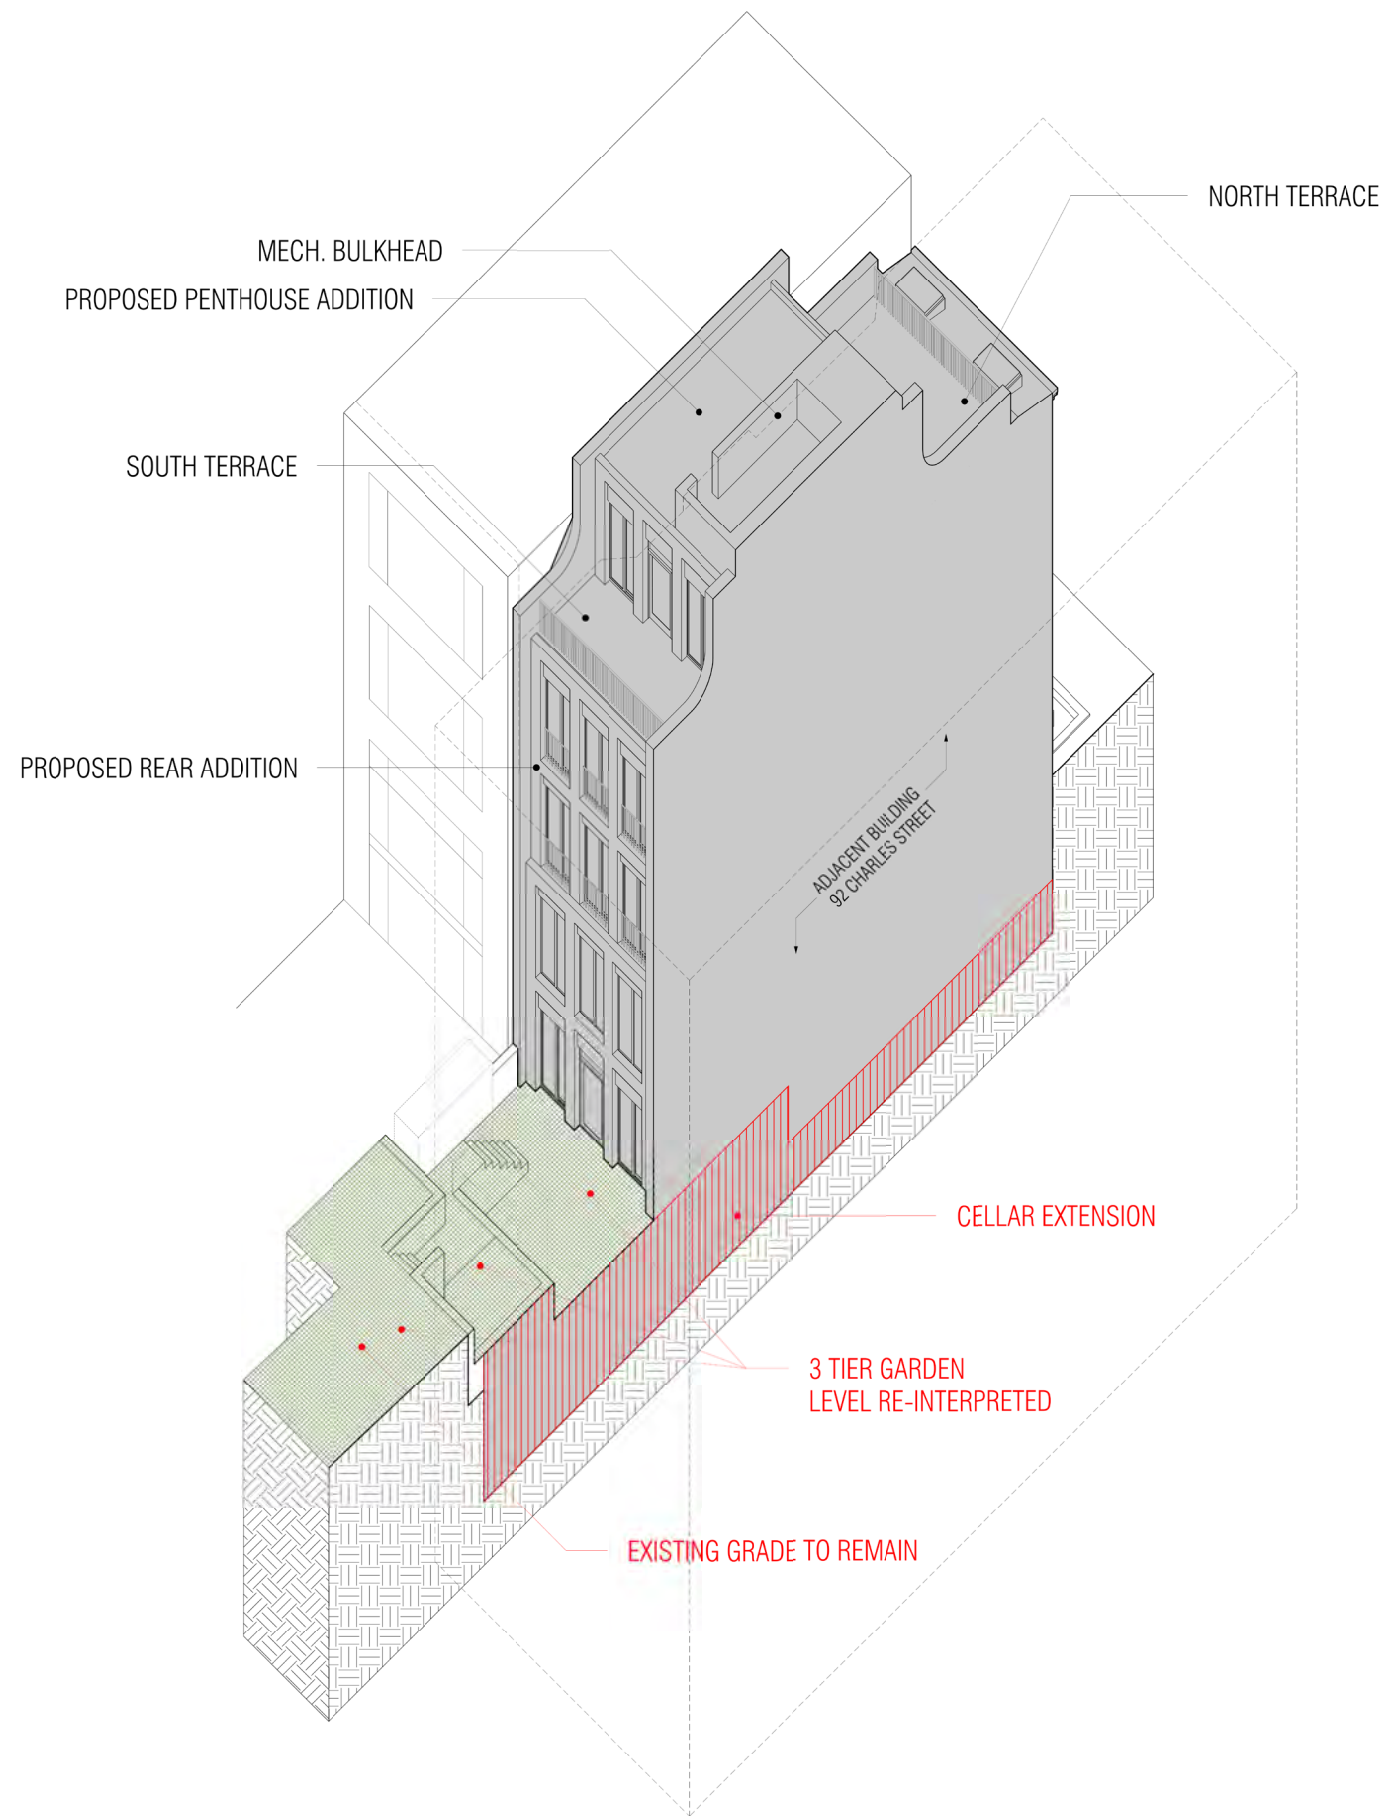 NORTH TERRACE
MECH. BULKHEAD
PROPOSED PENTHOUSE ADDITION
SOUTH TERRACE
PROPOSED REAR ADDITION
ADJACENT BUILDING
92 CHARLES STREET
CELLAR EXTENSION
3 TIER GARDEN
LEVEL RE-INTERPRETED
EXISTING GRADE TO REMAIN